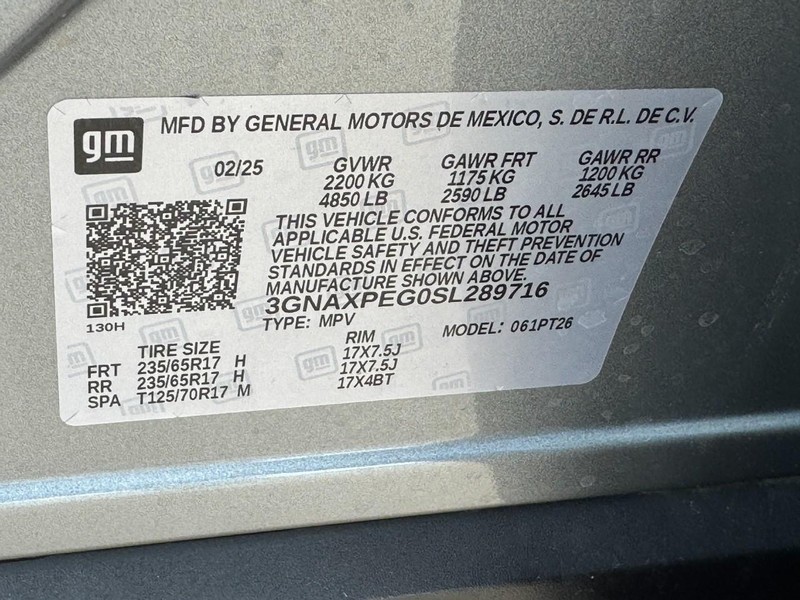 gm MFD BY GENERAL MOTORS DE MEXICO, S. DE R.L. DE C.V.
02/25 GVWR GAWR FRT GAWR RR
2200 KG 1175 KG 1200 KG
4850 LB 2590 LB 2645 LB
THIS VEHICLE CONFORMS TO ALL
APPLICABLE U.S. FEDERAL MOTOR
VEHICLE SAFETY AND THEFT PREVENTION
STANDARDS IN EFFECT ON THE DATE OF
MANUFACTURE SHOWN ABOVE.
3GNAXPEG0SL289716
130H
TYPE: MPV MODEL: 061PT26
TIRE SIZE RIM
FRT 235/65R17 H 17X7.5J
RR 235/65R17 H 17X7.5J
SPA T125/70R17 M 17X4BT